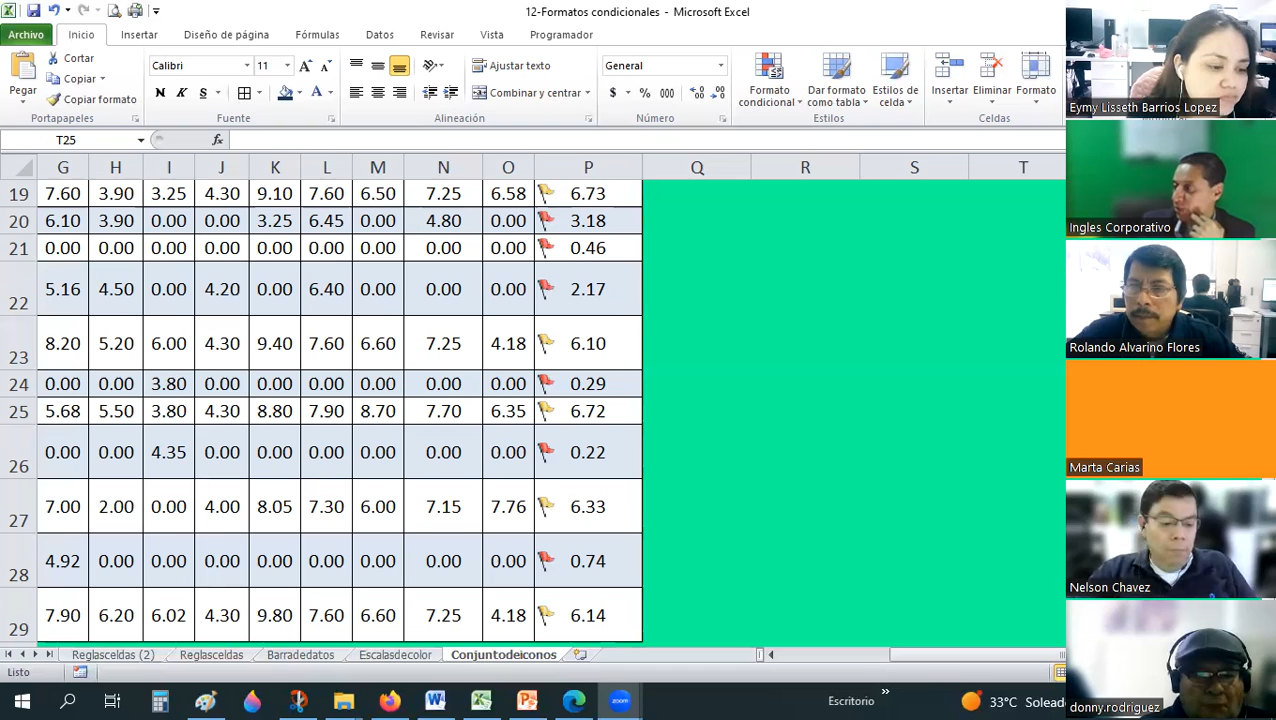 12-Formatos condicionales - Microsoft Excel
Archivo Inicio Insertar Diseño de página Fórmulas Datos Revisar Vista Programador
Pegar Cortar Copiar Copiar formato
Portapapeles
Calibri 11
N K S
Fuente
Ajustar texto
Combinar y centrar
Alineación
General
$ % 000
Número
Formato condicional Dar formato como tabla Estilos de celda
Estilos
Insertar Eliminar Formato
Celdas
T25 fx
G H I J K L M N O P Q R S T
19 7.60 3.90 3.25 4.30 9.10 7.60 6.50 7.25 6.58 6.73
20 6.10 3.90 0.00 0.00 3.25 6.45 0.00 4.80 0.00 3.18
21 0.00 0.00 0.00 0.00 0.00 0.00 0.00 0.00 0.00 0.46
22 5.16 4.50 0.00 4.20 0.00 6.40 0.00 0.00 0.00 2.17
23 8.20 5.20 6.00 4.30 9.40 7.60 6.60 7.25 4.18 6.10
24 0.00 0.00 3.80 0.00 0.00 0.00 0.00 0.00 0.00 0.29
25 5.68 5.50 3.80 4.30 8.80 7.90 8.70 7.70 6.35 6.72
26 0.00 0.00 4.35 0.00 0.00 0.00 0.00 0.00 0.00 0.22
27 7.00 2.00 0.00 4.00 8.05 7.30 6.00 7.15 7.76 6.33
28 4.92 0.00 0.00 0.00 0.00 0.00 0.00 0.00 0.00 0.74
29 7.90 6.20 6.02 4.30 9.80 7.60 6.60 7.25 4.18 6.14
Reglasceldas (2) Reglasceldas Barradedatos Escalasdecolor Conjuntodeiconos
Listo
zoom
Escritorio
33°C Soleado
Eymy Lisseth Barrios Lopez
Ingles Corporativo
Rolando Alvarino Flores
Marta Carias
Nelson Chavez
donny.rodriguez